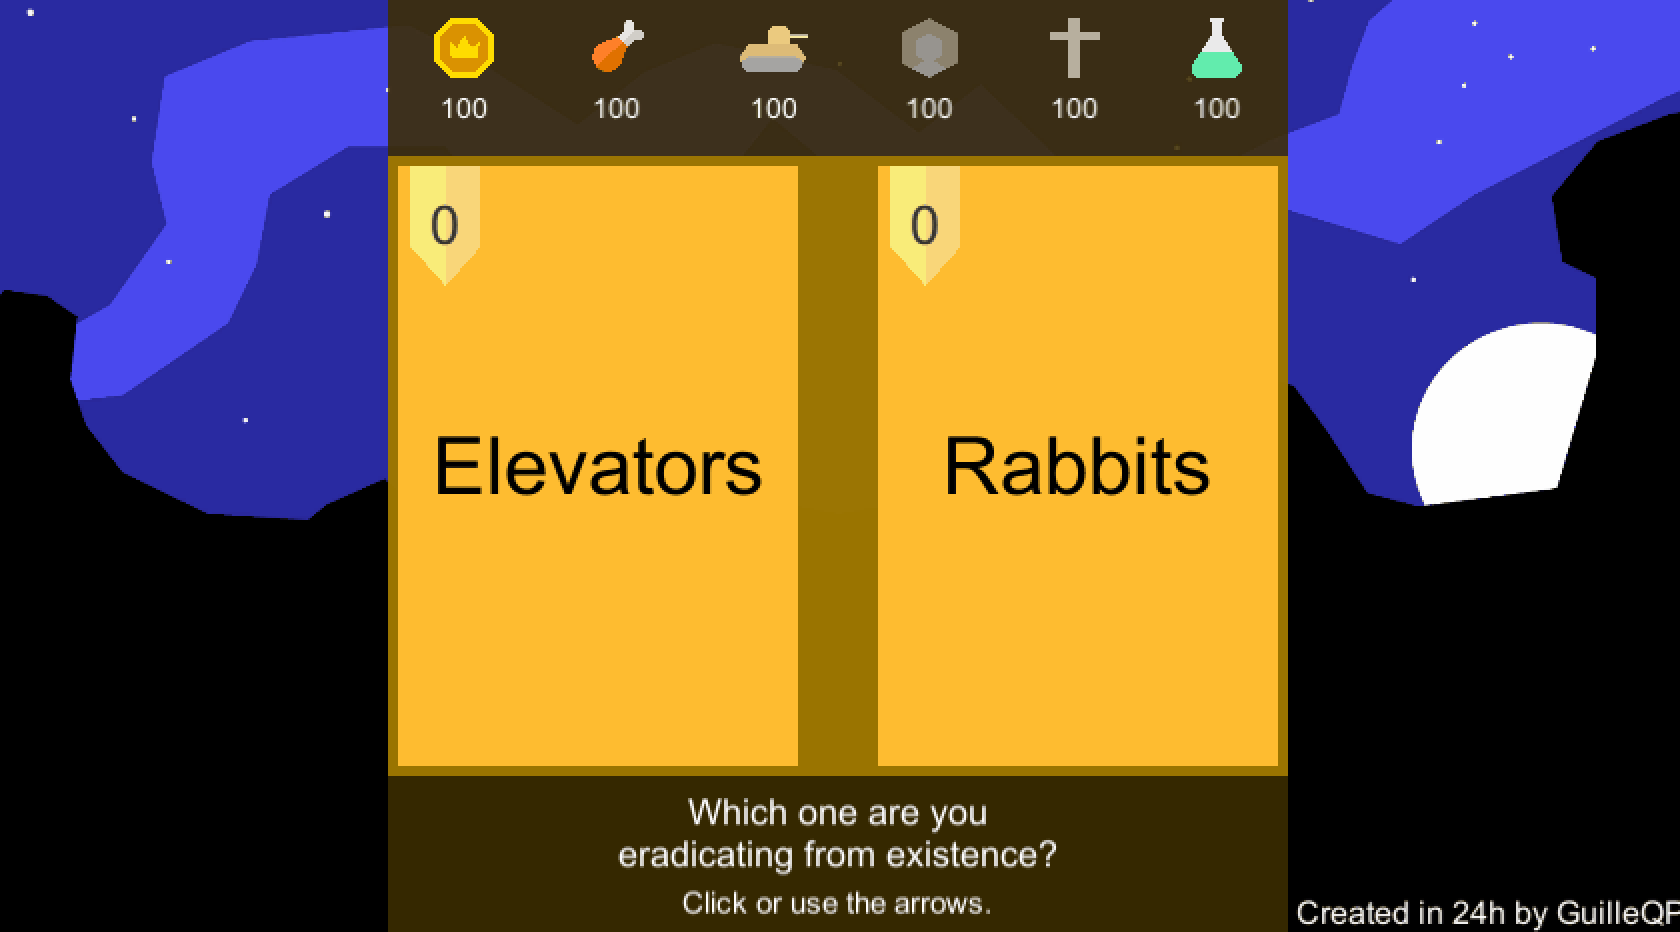 100 100 100 100 100 100
0 0
Elevators Rabbits
Which one are you
eradicating from existence?
Click or use the arrows.
Created in 24h by GuilleQP